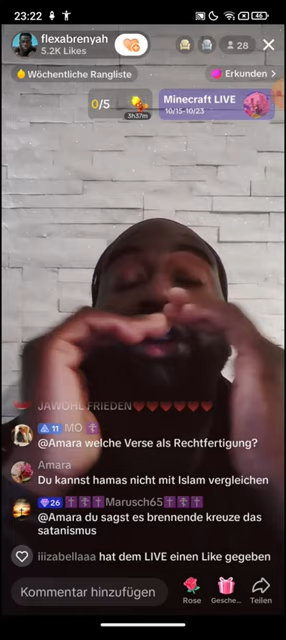 23:22
46
flexabrenyah
5.2K Likes
28
Wöchentliche Rangliste
Erkunden >
0/5
3h37m
Minecraft LIVE
10/15-10/23
JAWOHL FRIEDEN♥♥♥♥♥♥
11 MO ✝
@Amara welche Verse als Rechtfertigung?
Amara
Du kannst hamas nicht mit Islam vergleichen
26 ✝✝✝Marusch65✝✝✝
@Amara du sagst es brennende kreuze das
satanismus
iiizabellaaa hat dem LIVE einen Like gegeben
Kommentar hinzufügen
Rose
Gesche...
Teilen